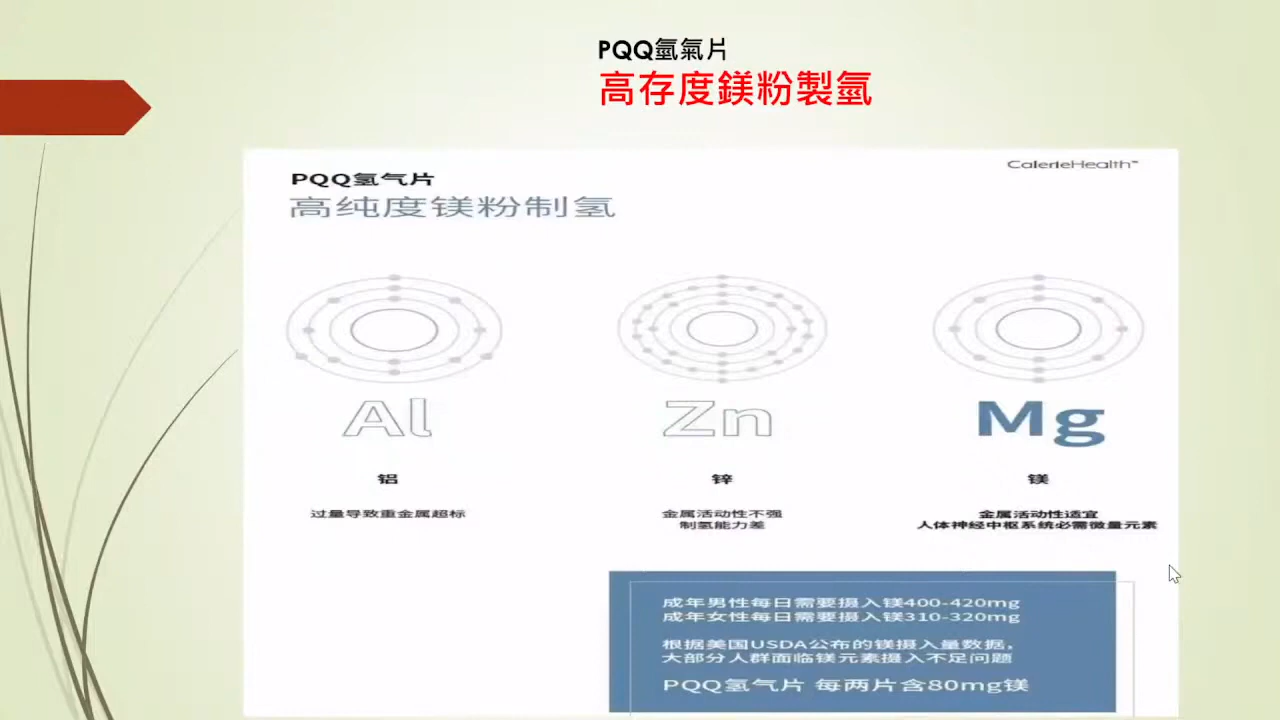 PQQ氫氣片
高存度鎂粉製氫
CalerieHealth™
PQQ氢气片
高纯度镁粉制氢
Al
Zn
Mg
铝
锌
镁
过量导致重金属超标
金属活动性不强
制氢能力差
金属活动性适宜
人体神经中枢系统必需微量元素
成年男性每日需要摄入镁400-420mg
成年女性每日需要摄入镁310-320mg
根据美国USDA公布的镁摄入量数据，
大部分人群面临镁元素摄入不足问题
PQQ氢气片 每两片含80mg镁